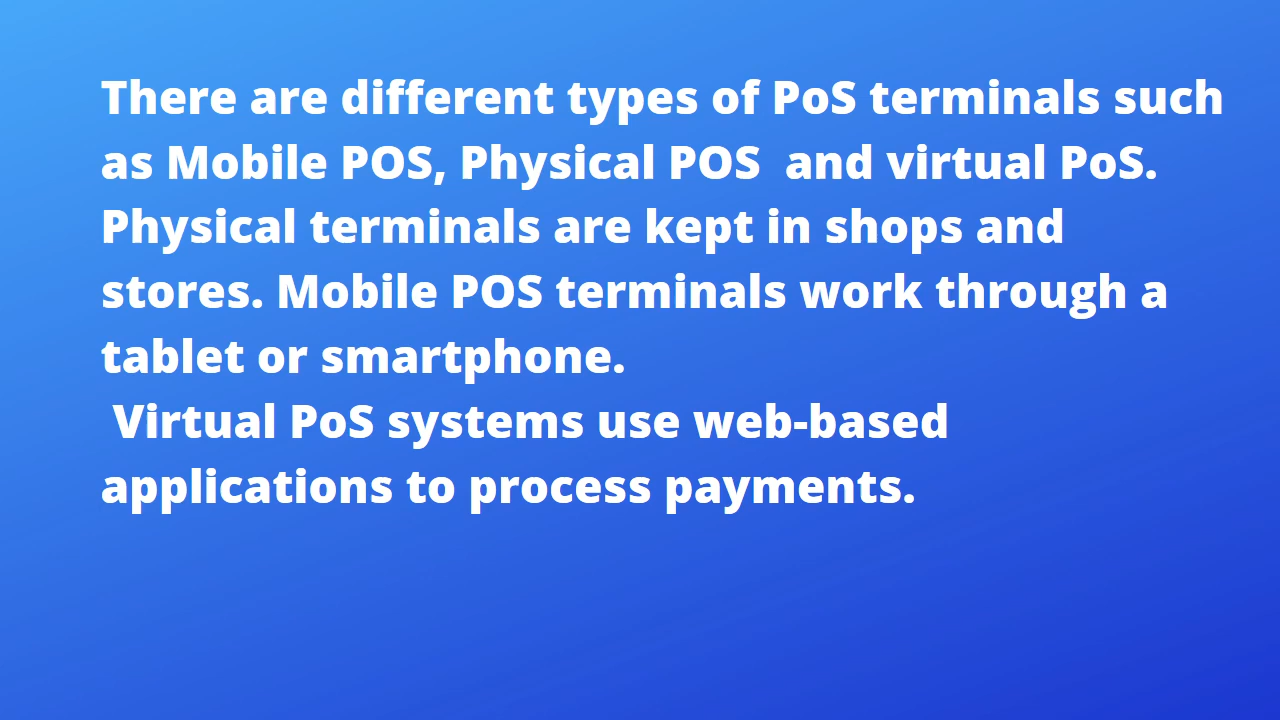 There are different types of PoS terminals such
as Mobile POS, Physical POS  and virtual PoS.
Physical terminals are kept in shops and
stores. Mobile POS terminals work through a
tablet or smartphone.
Virtual PoS systems use web-based
applications to process payments.